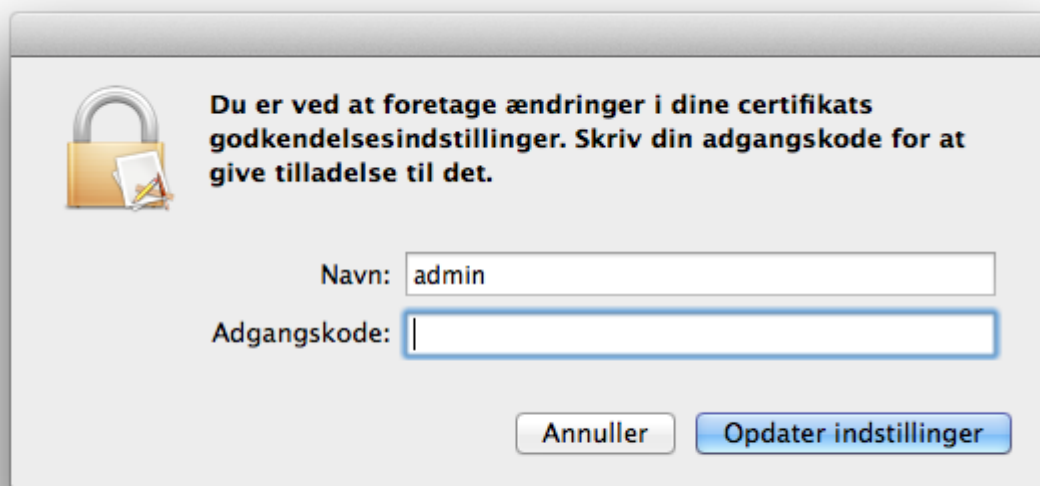 Du er ved at foretage ændringer i dine certifikats
godkendelsesindstillinger. Skriv din adgangskode for at
give tilladelse til det.
Navn: admin
Adgangskode:
Annuller Opdater indstillinger